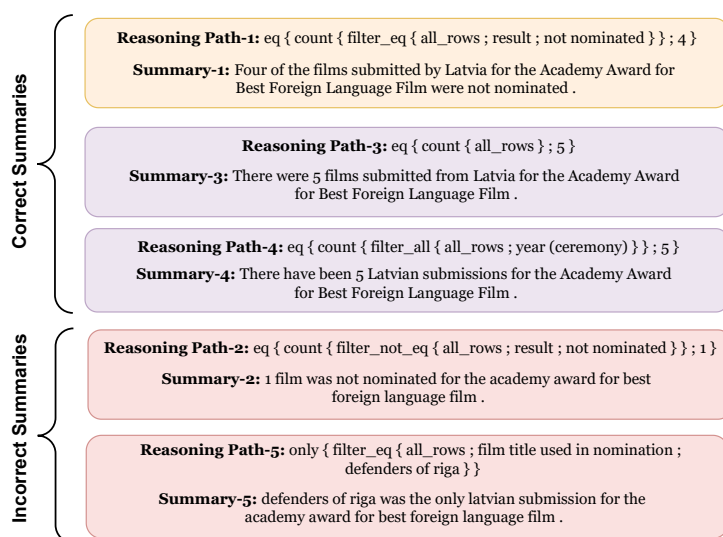 Correct Summaries
Reasoning Path-1: eq { count { filter_eq { all_rows ; result ; not nominated } } ; 4 }
Summary-1: Four of the films submitted by Latvia for the Academy Award for
Best Foreign Language Film were not nominated .
Reasoning Path-3: eq { count { all_rows } ; 5 }
Summary-3: There were 5 films submitted from Latvia for the Academy Award
for Best Foreign Language Film .
Reasoning Path-4: eq { count { filter_all { all_rows ; year (ceremony) } } ; 5 }
Summary-4: There have been 5 Latvian submissions for the Academy Award
for Best Foreign Language Film .
Incorrect Summaries
Reasoning Path-2: eq { count { filter_not_eq { all_rows ; result ; not nominated } } ; 1 }
Summary-2: 1 film was not nominated for the academy award for best
foreign language film .
Reasoning Path-5: only { filter_eq { all_rows ; film title used in nomination ;
defenders of riga } }
Summary-5: defenders of riga was the only latvian submission for the
academy award for best foreign language film .